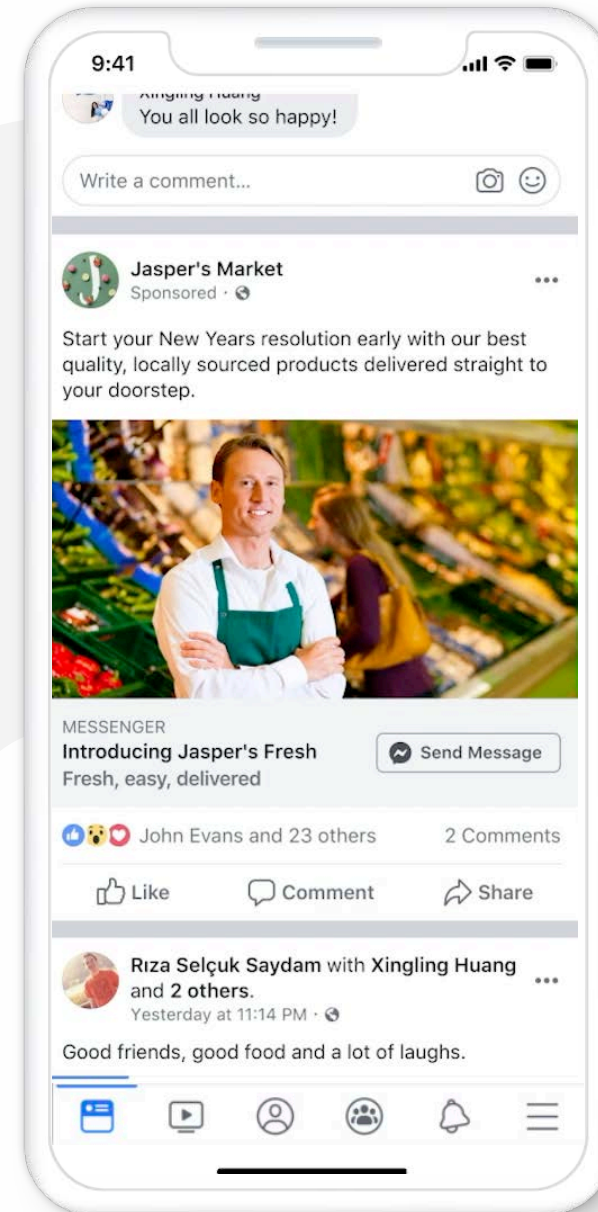 9:41
Xingling Huang
You all look so happy!
Write a comment...
Jasper's Market
Sponsored ·
Start your New Years resolution early with our best
quality, locally sourced products delivered straight to
your doorstep.
MESSENGER
Introducing Jasper's Fresh
Send Message
Fresh, easy, delivered
John Evans and 23 others
2 Comments
Like
Comment
Share
Rıza Selçuk Saydam with Xingling Huang
and 2 others.
Yesterday at 11:14 PM ·
Good friends, good food and a lot of laughs.